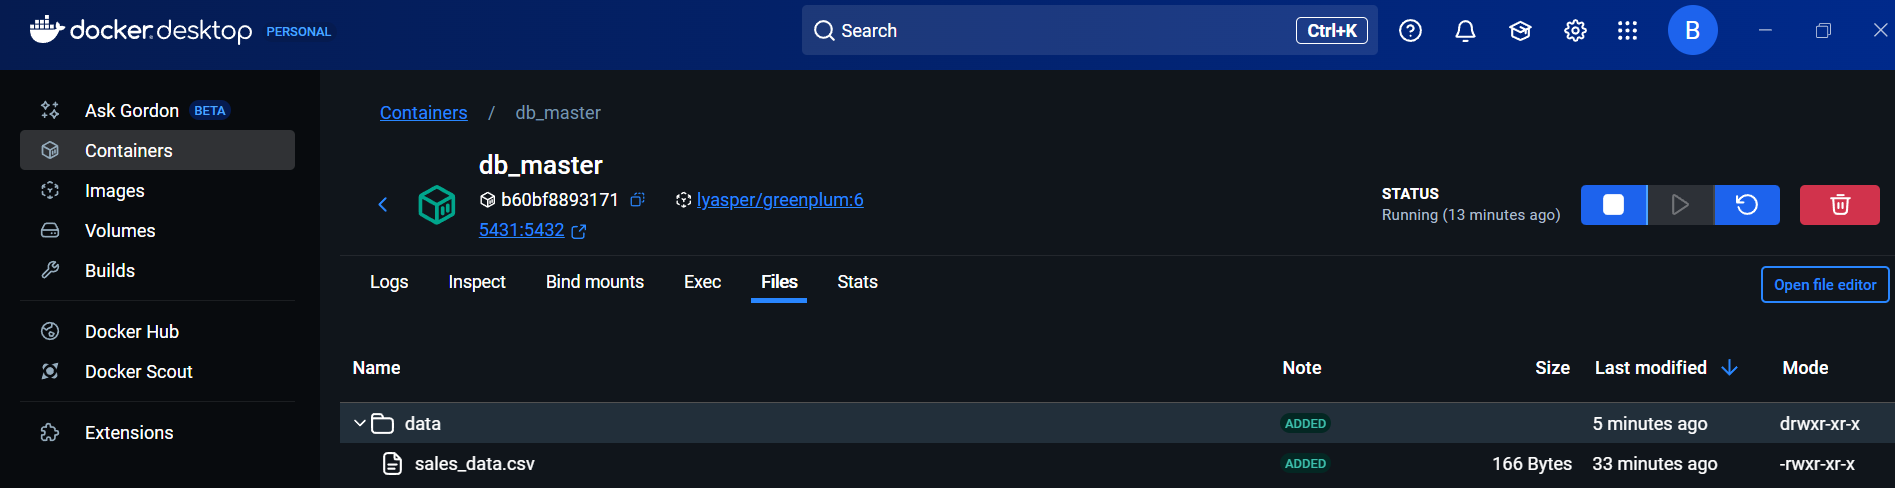 docker.desktop PERSONAL Search Ctrl+K B
Ask Gordon BETA
Containers
Images
Volumes
Builds
Docker Hub
Docker Scout
Extensions
Containers / db_master
db_master
b60bf8893171 lyasper/greenplum:6
5431:5432
STATUS
Running (13 minutes ago)
Logs Inspect Bind mounts Exec Files Stats Open file editor
Name Note Size Last modified Mode
data ADDED 5 minutes ago drwxr-xr-x
sales_data.csv ADDED 166 Bytes 33 minutes ago -rwxr-xr-x